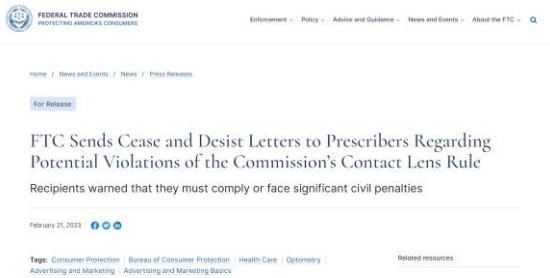 FEDERAL TRADE COMMISSION
PROTECTING AMERICA'S CONSUMERS
Enforcement Policy Advice and Guidance News and Events About the FTC
Home / News and Events / News / Press Releases
For Release
FTC Sends Cease and Desist Letters to Prescribers Regarding
Potential Violations of the Commission's Contact Lens Rule
Recipients warned that they must comply or face significant civil penalties
February 21, 2023
Tags: Consumer Protection Bureau of Consumer Protection Health Care Optometry
Advertising and Marketing Advertising and Marketing Basics
Related resources